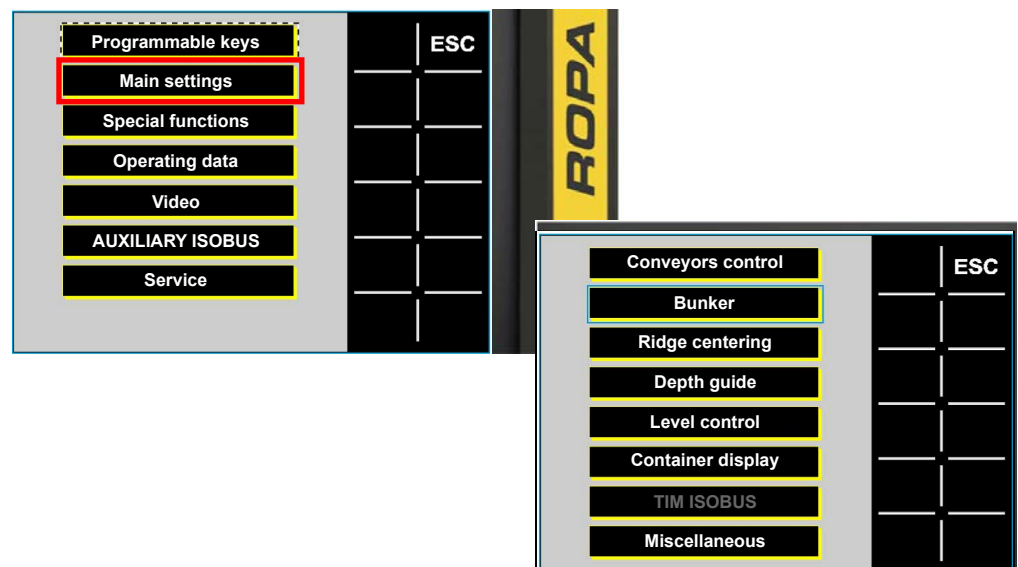 Programmable keys
ESC
Main settings
Special functions
Operating data
Video
AUXILIARY ISOBUS
Service
ROPA
Conveyors control
ESC
Bunker
Ridge centering
Depth guide
Level control
Container display
TIM ISOBUS
Miscellaneous